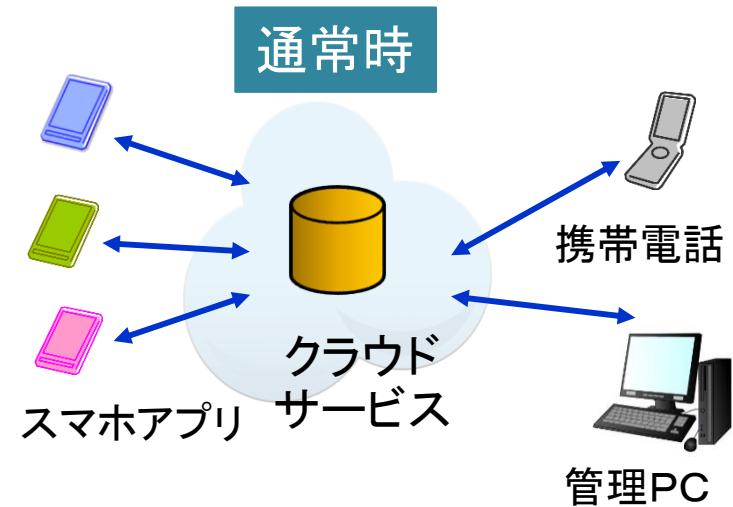 通常時
携帯電話
クラウド
サービス
スマホアプリ
管理PC